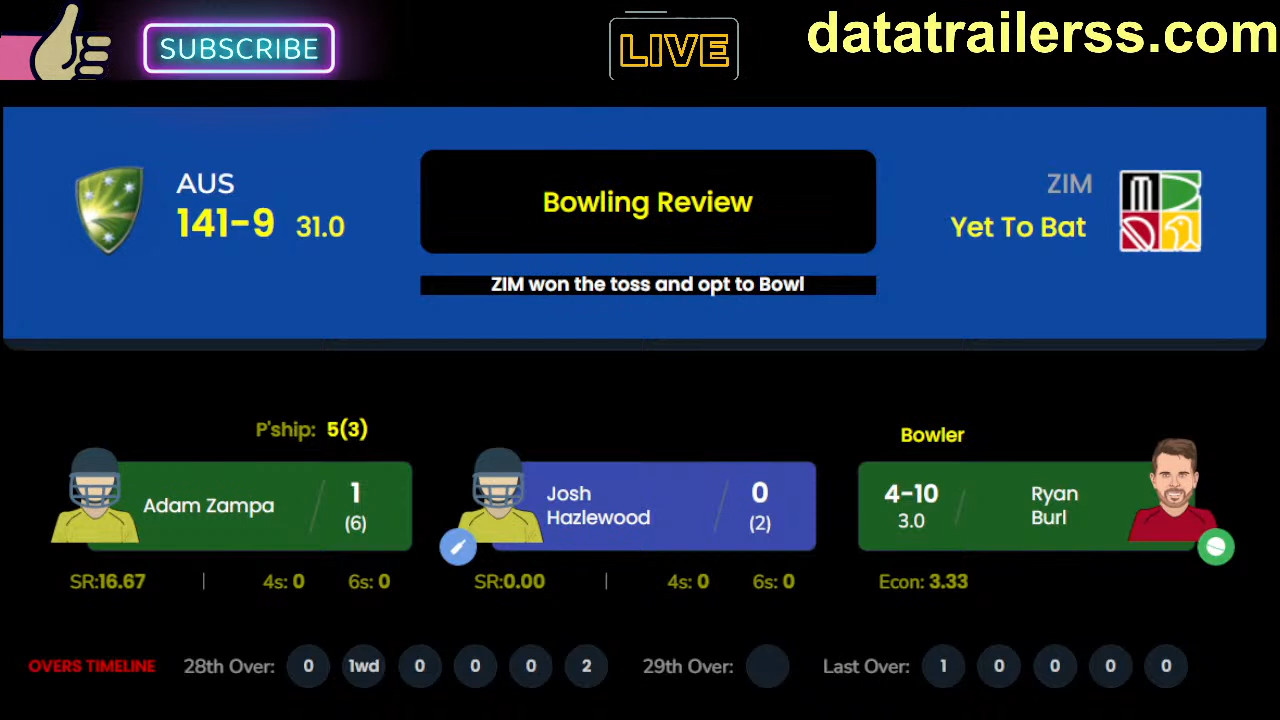 SUBSCRIBE
LIVE
datatrailerss.com
AUS
141-9 31.0
Bowling Review
ZIM won the toss and opt to Bowl
ZIM
Yet To Bat
P'ship: 5(3)
Bowler
Adam Zampa
1
(6)
Josh
Hazlewood
0
(2)
4-10
3.0
Ryan
Burl
SR:16.67 | 4s: 0 6s: 0
SR:0.00 | 4s: 0 6s: 0
Econ: 3.33
OVERS TIMELINE 28th Over: 0 1wd 0 0 0 2 29th Over: Last Over: 1 0 0 0 0